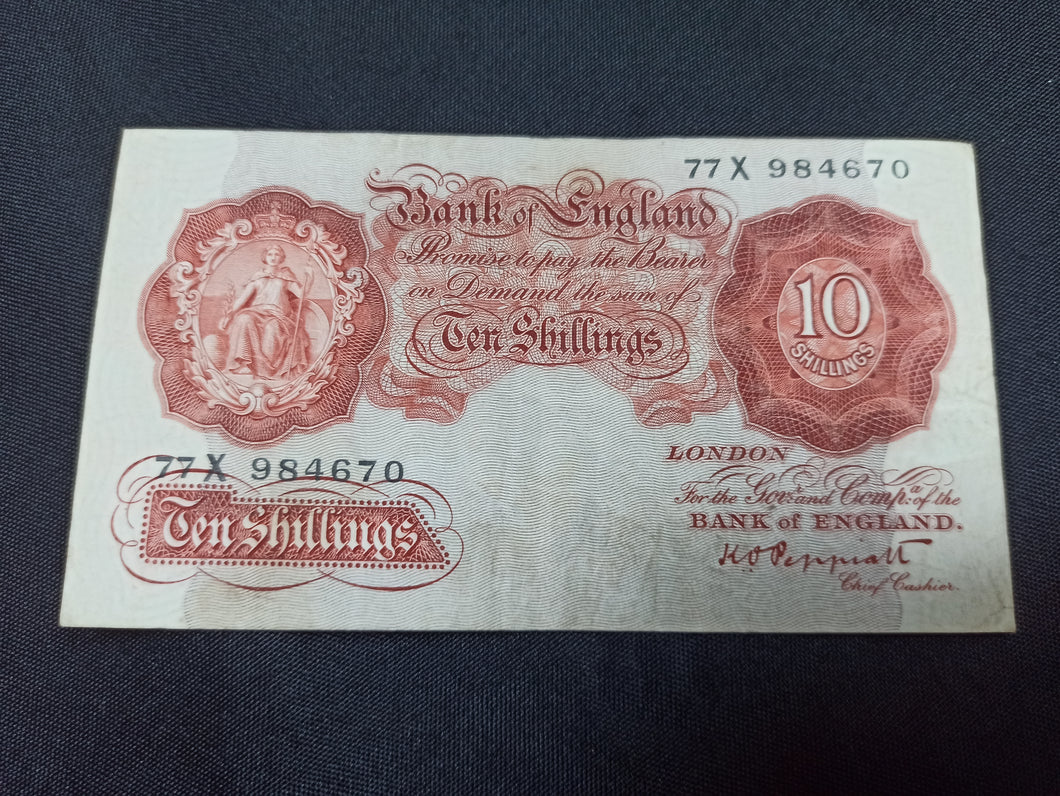 77X 984670
Bank of England
Promise to pay the Bearer
on Demand the sum of
Ten Shillings
10
SHILLINGS
77X 984670
Ten Shillings
LONDON
For the Govr. and Compa. of the
BANK of ENGLAND.
K O Peppiatt
Chief Cashier.